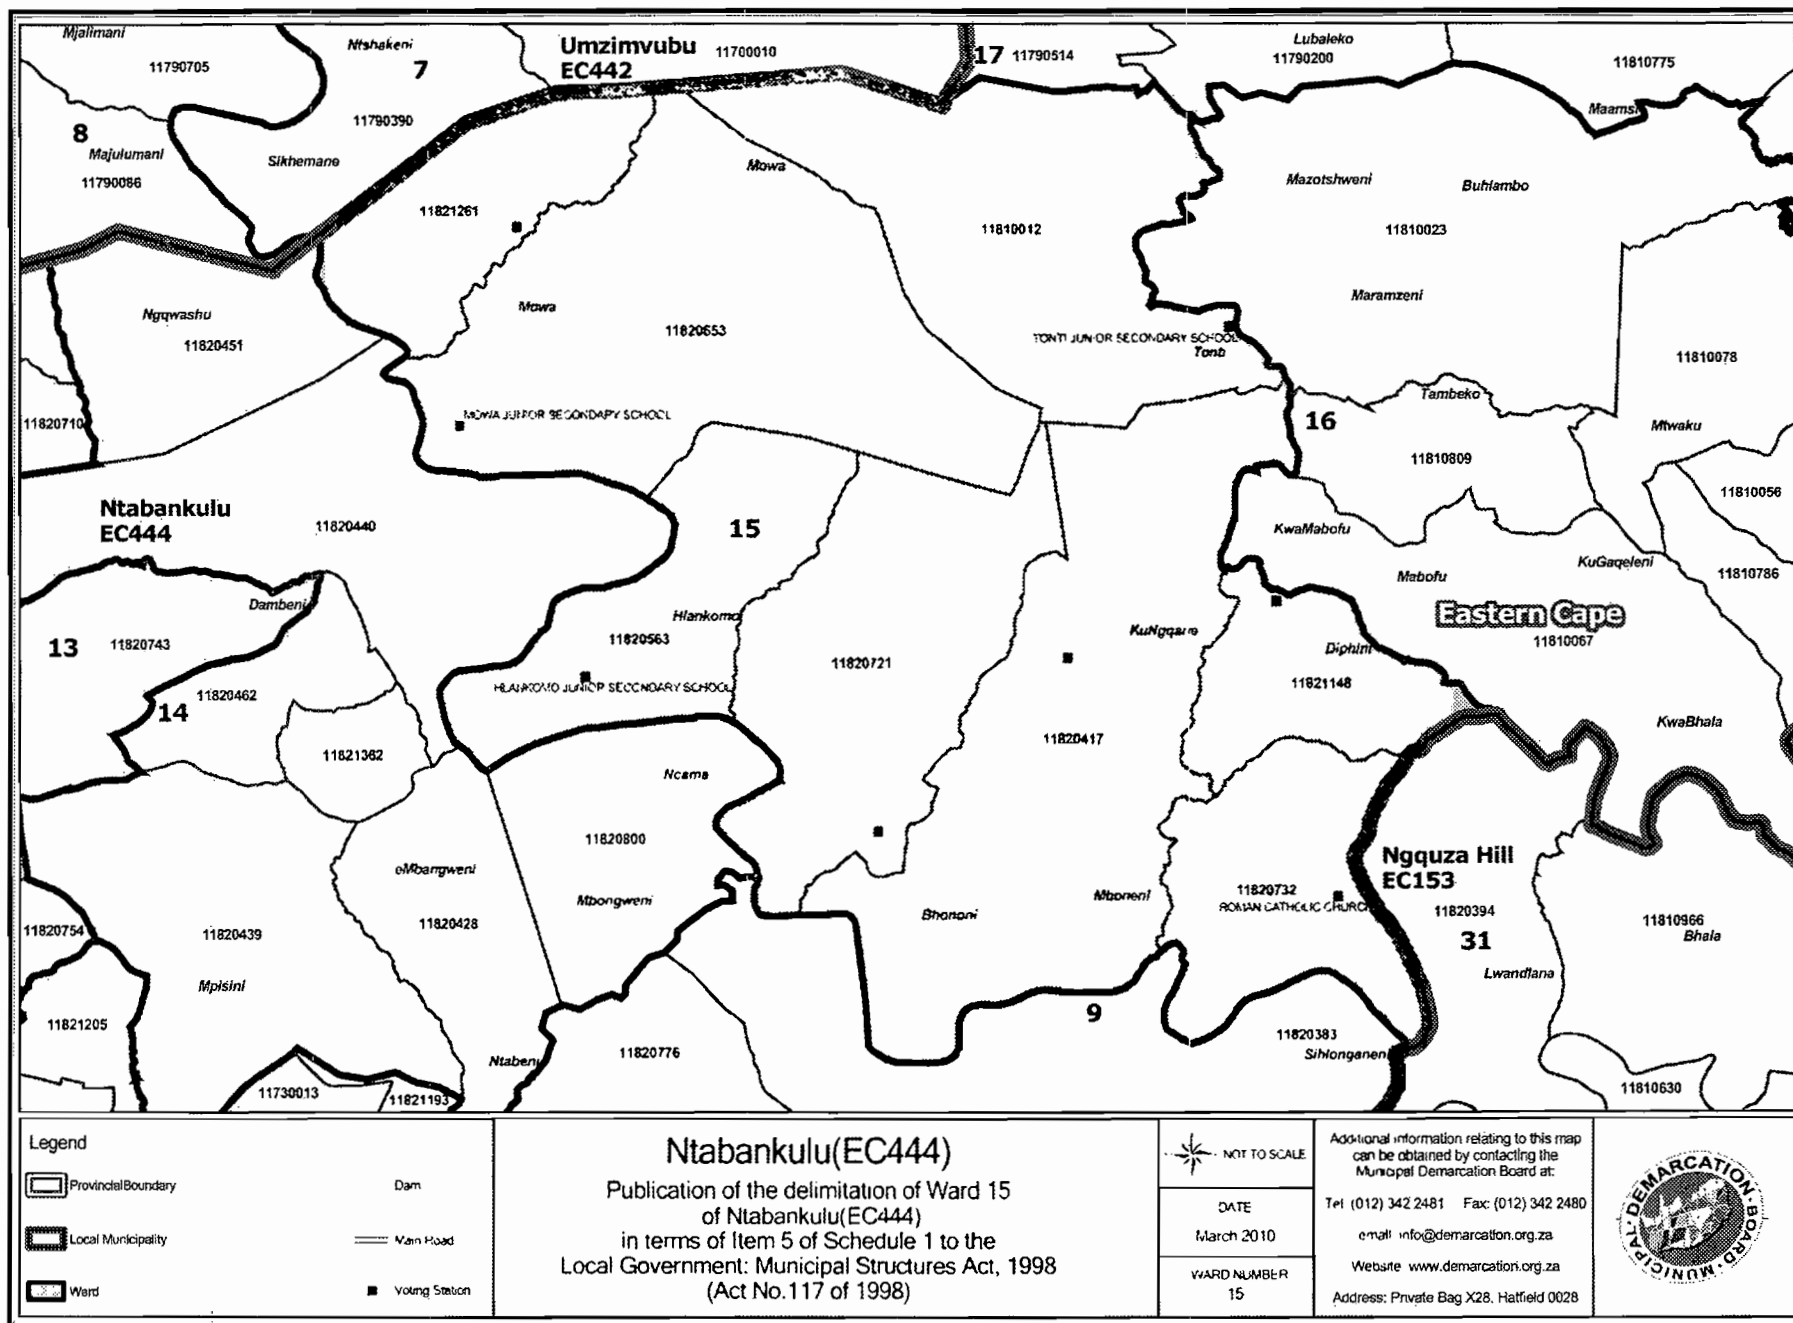 Mjalimani
11790705
Ntshakeni
7
Umzimvubu
EC442
11700010
17
11790514
Lubaleko
11790200
11810775
Maamsi
8
Majulumani
11790086
11790390
Sikhemane
11821261
Mowa
11810012
Mazotshweni
Buhlambo
11810023
Maramzeni
Ngqwashu
11820451
Mowa
11820653
TONTI JUNIOR SECONDARY SCHOOL
Tonti
11810078
11820710
MOWA JUNIOR SECONDARY SCHOOL
16
Tambeko
Mtwaku
11810809
11810056
Ntabankulu
EC444
11820440
15
KwaMabofu
Mabofu
KuGaqeleni
11810786
Dambeni
13
11820743
Hlankomo
11820563
KuNgqane
Eastern Cape
11810067
11820721
Diphini
11821148
HLANKOMO JUNIOR SECONDARY SCHOOL
11820462
14
11821362
11820417
KwaBhala
Ncama
11820800
eMbangweni
Mbongweni
11820428
Bhononi
Mboneni
11820732
ROMAN CATHOLIC CHURCH
Ngquza Hill
EC153
11820394
31
11810966
Bhala
11820754
11820439
Mpisini
Lwandlana
11821205
9
11820383
Sihlonganeni
Ntabeni
11820776
11730013
11821193
11810630
Legend
Provincial Boundary
Dam
Local Municipality
Main Road
Ward
Voting Station
Ntabankulu(EC444)
Publication of the delimitation of Ward 15
of Ntabankulu(EC444)
in terms of Item 5 of Schedule 1 to the
Local Government: Municipal Structures Act, 1998
(Act No.117 of 1998)
NOT TO SCALE
DATE
March 2010
WARD NUMBER
15
Additional information relating to this map
can be obtained by contacting the
Municipal Demarcation Board at:
Tel (012) 342 2481 Fax: (012) 342 2480
email info@demarcation.org.za
Website www.demarcation.org.za
Address: Private Bag X28, Hatfield 0028
MUNICIPAL DEMARCATION BOARD